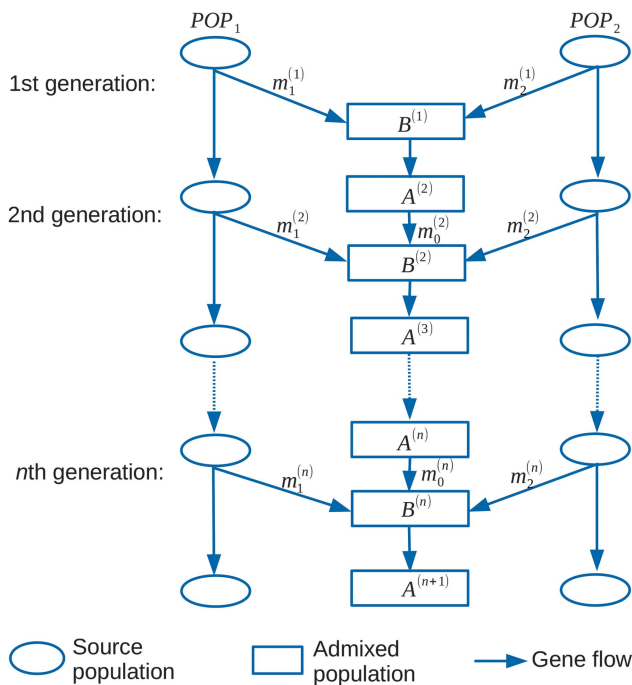 POP₁ POP₂
1st generation: m₁⁽¹⁾ m₂⁽¹⁾
B⁽¹⁾
A⁽²⁾
2nd generation: m₁⁽²⁾ m₀⁽²⁾ m₂⁽²⁾
B⁽²⁾
A⁽³⁾
A⁽ⁿ⁾
nth generation: m₁⁽ⁿ⁾ m₀⁽ⁿ⁾ m₂⁽ⁿ⁾
B⁽ⁿ⁾
A⁽ⁿ⁺¹⁾
Source
population
Admixed
population
Gene flow